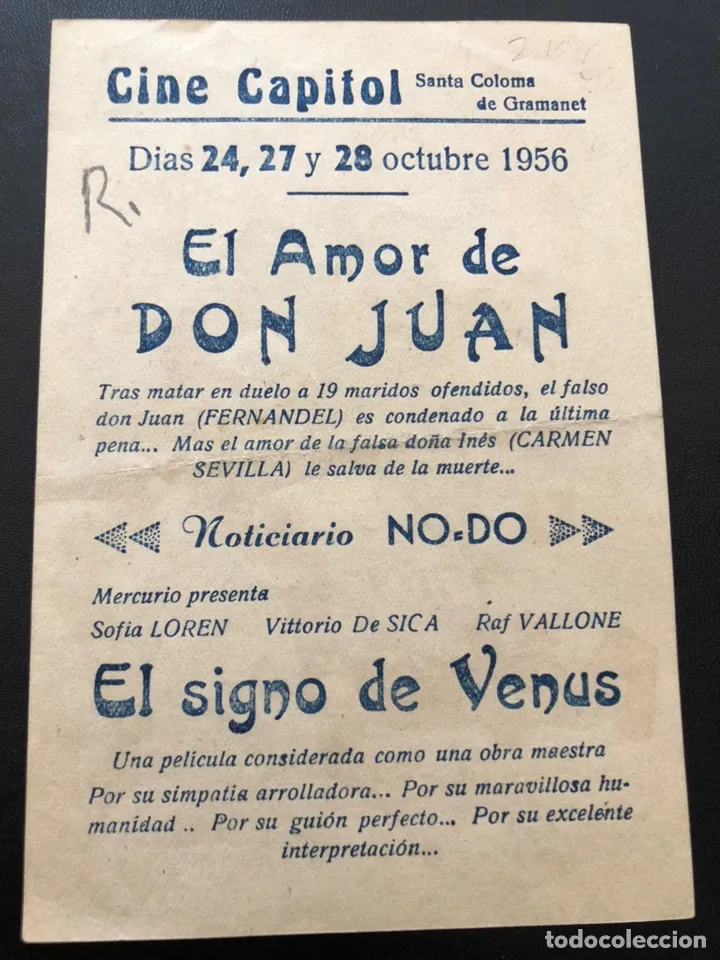 Cine Capitol Santa Coloma
de Gramanet
Dias 24, 27 y 28 octubre 1956
R.
El Amor de
DON JUAN
Tras matar en duelo a 19 maridos ofendidos, el falso
don Juan (FERNANDEL) es condenado a la última
pena... Mas el amor de la falsa doña Inés (CARMEN
SEVILLA) le salva de la muerte...
Noticiario NO=DO
Mercurio presenta
Sofia LOREN Vittorio De SICA Raf VALLONE
El signo de Venus
Una película considerada como una obra maestra
Por su simpatia arrolladora... Por su maravillosa hu-
manidad .. Por su guión perfecto... Por su excelente
interpretación...
todocoleccion
todocoleccion.net